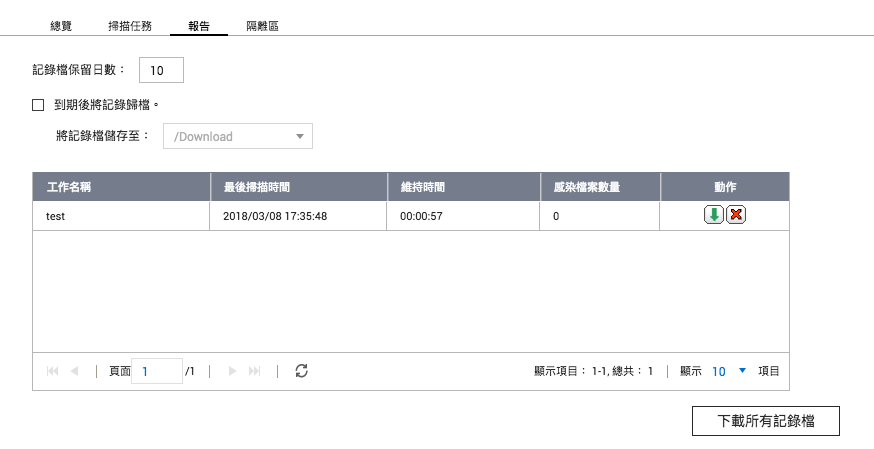 總覽 掃描任務 報告 隔離區
記錄檔保留日數： 10
到期後將記錄歸檔。
將記錄檔儲存至： /Download
工作名稱 最後掃描時間 維持時間 感染檔案數量 動作
test 2018/03/08 17:35:48 00:00:57 0
頁面 1 /1 顯示項目： 1-1, 總共： 1 顯示 10 項目
下載所有記錄檔